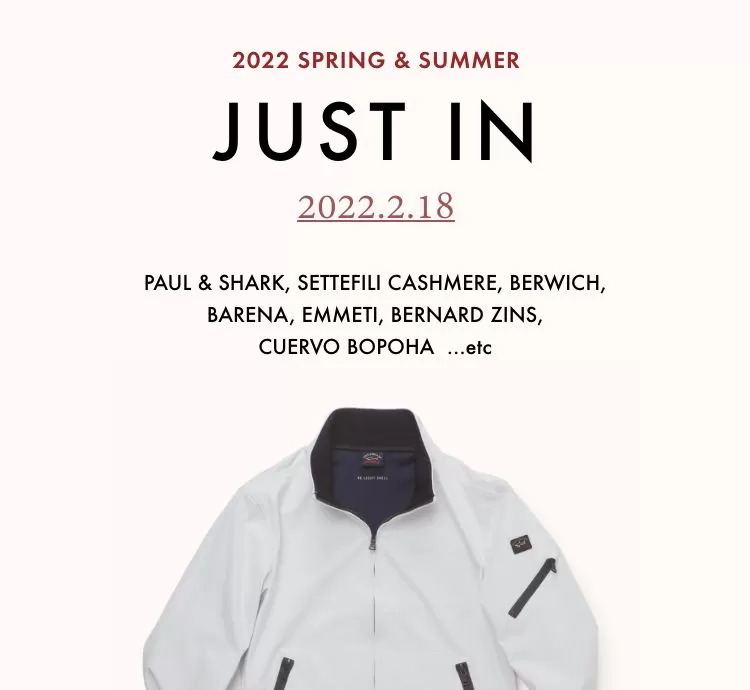 2022 SPRING & SUMMER
JUST IN
2022.2.18
PAUL & SHARK, SETTEFILI CASHMERE, BERWICH,
BARENA, EMMETI, BERNARD ZINS,
CUERVO BOPOHA ...etc